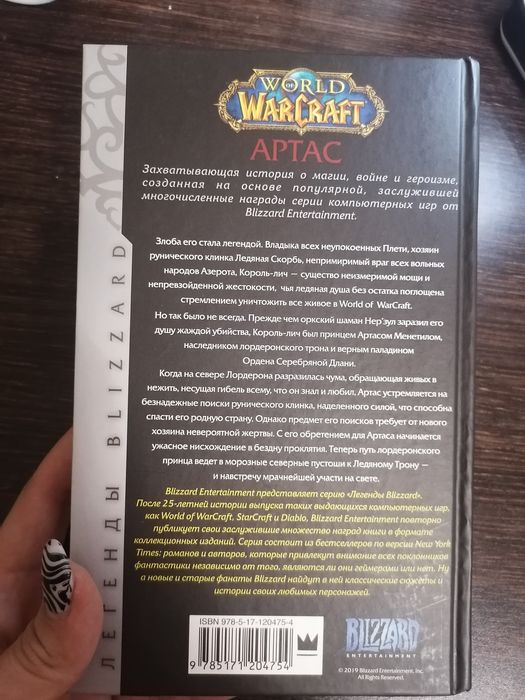 WORLD
OF
WARCRAFT
АРТАС
Захватывающая история о магии, войне и героизме,
созданная на основе популярной, заслужившей
многочисленные награды серии компьютерных игр от
Blizzard Entertainment.
Злоба его стала легендой. Владыка всех неупокоенных Плети, хозяин
рунического клинка Ледяная Скорбь, непримиримый враг всех вольных
народов Азерота, Король-лич — существо неизмеримой мощи и
непревзойденной жестокости, чья ледяная душа без остатка поглощена
стремлением уничтожить все живое в World of WarCraft.
Но так было не всегда. Прежде чем оркский шаман Нер'зул заразил его
душу жаждой убийства, Король-лич был принцем Артасом Менетилом,
наследником лордеронского трона и верным паладином
Ордена Серебряной Длани.
Когда на севере Лордерона разразилась чума, обращающая живых в
нежить, несущая гибель всему, что он знал и любил, Артас устремляется на
безнадежные поиски рунического клинка, наделенного силой, что способна
спасти его родную страну. Однако предмет его поисков требует от нового
хозяина невероятной жертвы. С его обретением для Артаса начинается
ужасное нисхождение в бездну проклятия. Теперь путь лордеронского
принца ведет в морозные северные пустоши к Ледяному Трону —
и навстречу мрачнейшей участи на свете.
Blizzard Entertainment представляет серию «Легенды Blizzard».
После 25-летней истории выпуска таких выдающихся компьютерных игр,
как World of WarCraft, StarCraft и Diablo, Blizzard Entertainment повторно
публикует свои заслужившие множество наград книги в формате
коллекционных изданий. Серия состоит из бестселлеров по версии New York
Times: романов и авторов, которые привлекут внимание всех поклонников
фантастики независимо от того, являются ли они геймерами или нет. Ну
а новые и старые фанаты Blizzard найдут в ней классические сюжеты и
истории своих любимых персонажей.
ЛЕГЕНДЫ BLIZZARD
ISBN 978-5-17-120475-4
9 785171 204754
BLIZZARD
ENTERTAINMENT
© 2019 Blizzard Entertainment, Inc.
All Rights Reserved.